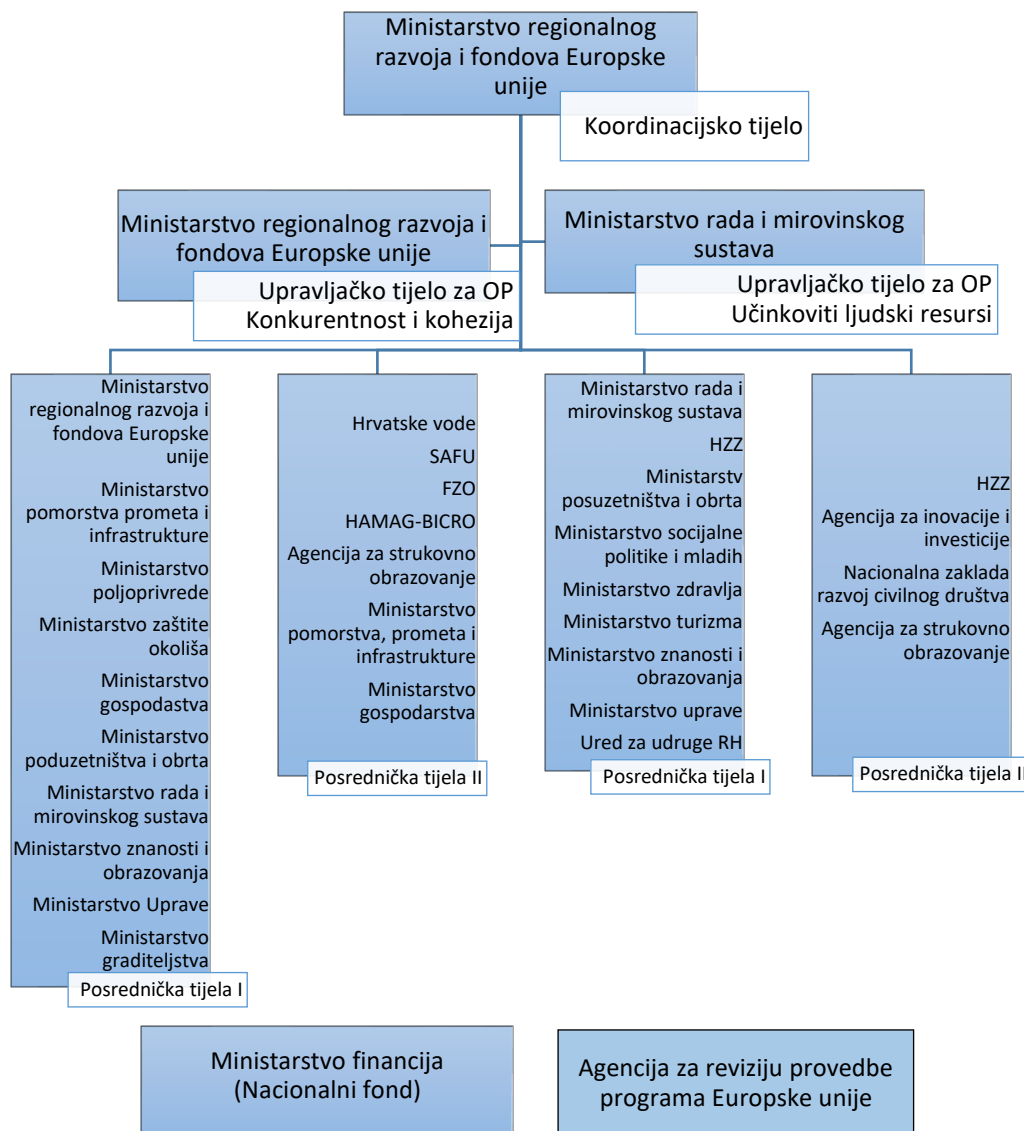 Ministarstvo regionalnog
razvoja i fondova Europske
unije
Koordinacijsko tijelo
Ministarstvo regionalnog razvoja i
fondova Europske unije
Upravljačko tijelo za OP
Konkurentnost i kohezija
Ministarstvo rada i mirovinskog
sustava
Upravljačko tijelo za OP
Učinkoviti ljudski resursi
Ministarstvo
regionalnog razvoja i
fondova Europske
unije
Ministarstvo
pomorstva prometa i
infrastrukture
Ministarstvo
poljoprivrede
Ministarstvo zaštite
okoliša
Ministarstvo
gospodastva
Ministarstvo
poduzetništva i obrta
Ministarstvo rada i
mirovinskog sustava
Ministarstvo znanosti i
obrazovanja
Ministarstvo Uprave
Ministarstvo
graditeljstva
Posrednička tijela I
Hrvatske vode
SAFU
FZO
HAMAG-BICRO
Agencija za strukovno
obrazovanje
Ministarstvo
pomorstva, prometa i
infrastrukture
Ministarstvo
gospodarstva
Posrednička tijela II
Ministarstvo rada i
mirovinskog sustava
HZZ
Ministarstv
posuzetništva i obrta
Ministarstvo socijalne
politike i mladih
Ministarstvo zdravlja
Ministarstvo turizma
Ministarstvo znanosti i
obrazovanja
Ministarstvo uprave
Ured za udruge RH
Posrednička tijela I
HZZ
Agencija za inovacije i
investicije
Nacionalna zaklada
razvoj civilnog društva
Agencija za strukovno
obrazovanje
Posrednička tijela II
Ministarstvo financija
(Nacionalni fond)
Agencija za reviziju provedbe
programa Europske unije